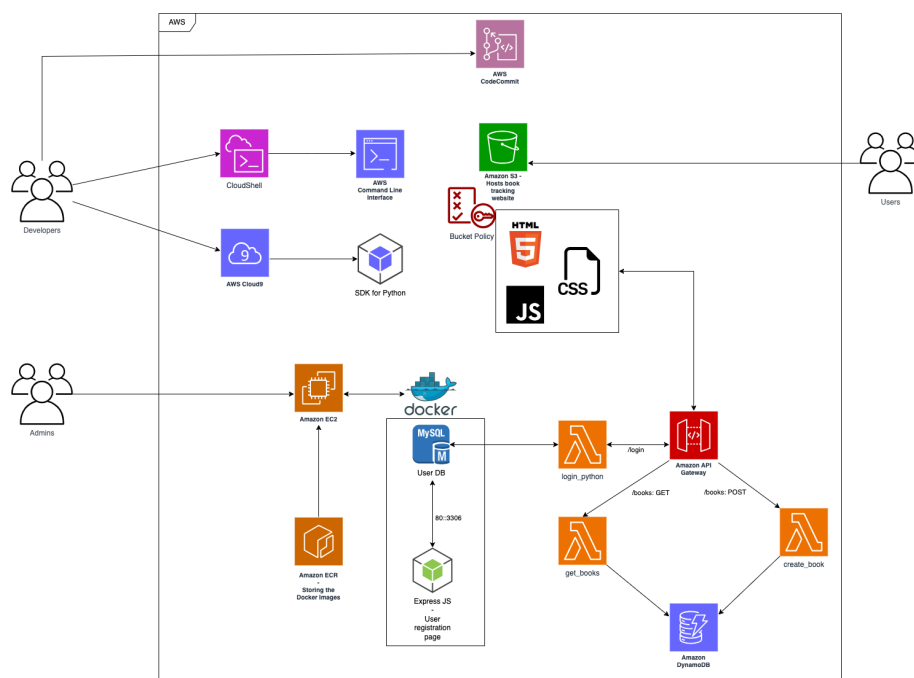 AWS
AWS
CodeCommit
CloudShell
AWS
Command Line
Interface
Amazon S3 -
Hosts book
tracking
website
Developers
Users
Bucket Policy
HTML
5
CSS
JS
9
AWS Cloud9
SDK for Python
Amazon EC2
docker
Admins
MySQL
M
User DB
login_python
/login
Amazon API
Gateway
/books: GET
/books: POST
80::3306
get_books
create_book
Amazon ECR
-
Storing the
Docker Images
Express JS
-
User
registration
page
Amazon
DynamoDB